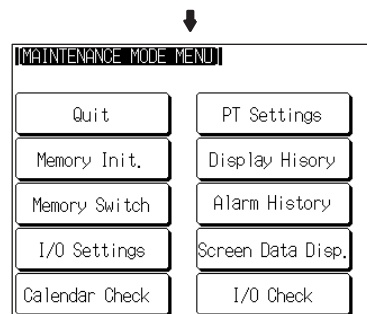 [MAINTENANCE MODE MENU]
Quit
PT Settings
Memory Init.
Display Hisory
Memory Switch
Alarm History
I/O Settings
Screen Data Disp.
Calendar Check
I/O Check